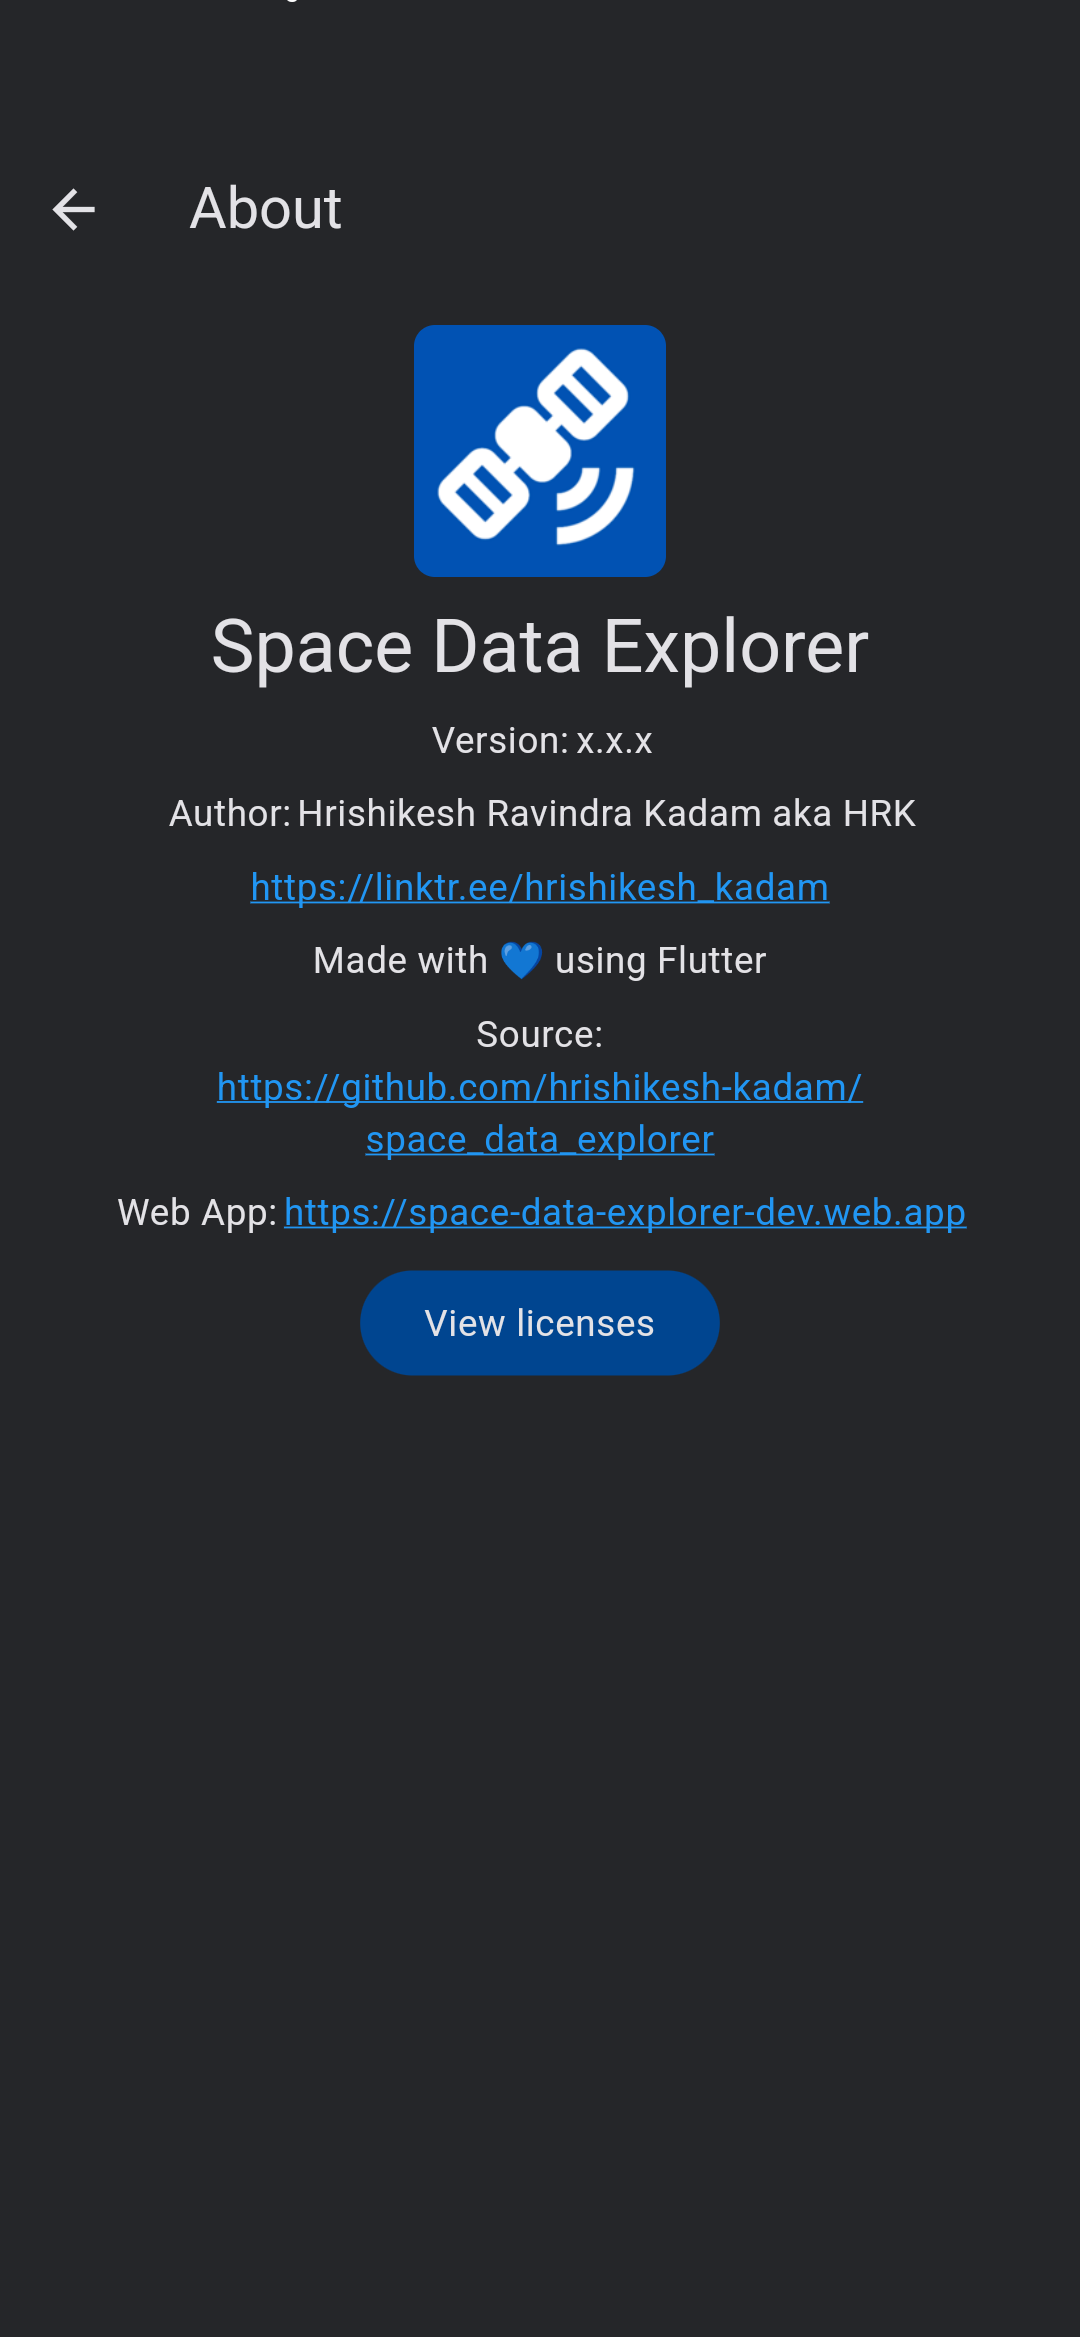 About
Space Data Explorer
Version: x.x.x
Author: Hrishikesh Ravindra Kadam aka HRK
https://linktr.ee/hrishikesh_kadam
Made with 💙 using Flutter
Source:
https://github.com/hrishikesh-kadam/
space_data_explorer
Web App: https://space-data-explorer-dev.web.app
View licenses